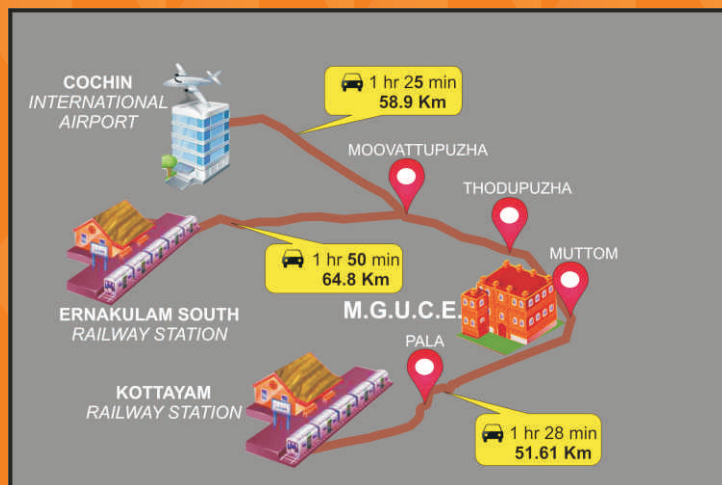 COCHIN
INTERNATIONAL
AIRPORT
1 hr 25 min
58.9 Km
MOOVATTUPUZHA
THODUPUZHA
MUTTOM
1 hr 50 min
64.8 Km
ERNAKULAM SOUTH
RAILWAY STATION
M.G.U.C.E.
PALA
KOTTAYAM
RAILWAY STATION
1 hr 28 min
51.61 Km